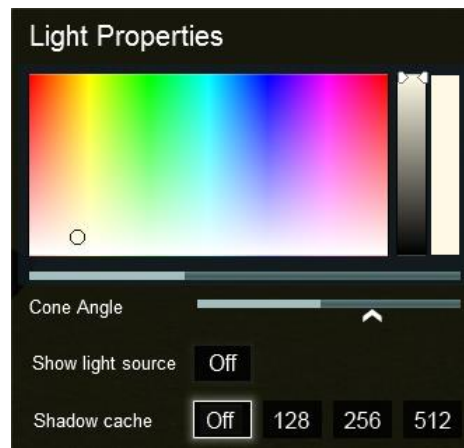 Light Properties
Cone Angle
Show light source Off
Shadow cache Off 128 256 512